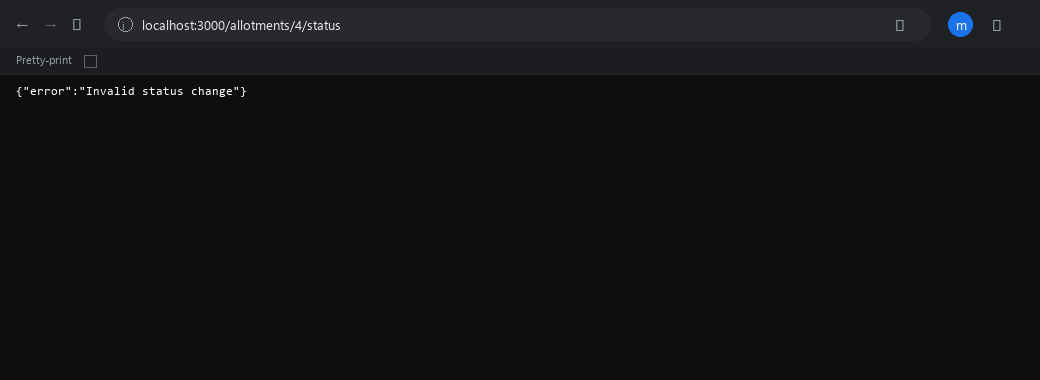 localhost:3000/allotments/4/status
m
Pretty-print
{"error":"Invalid status change"}